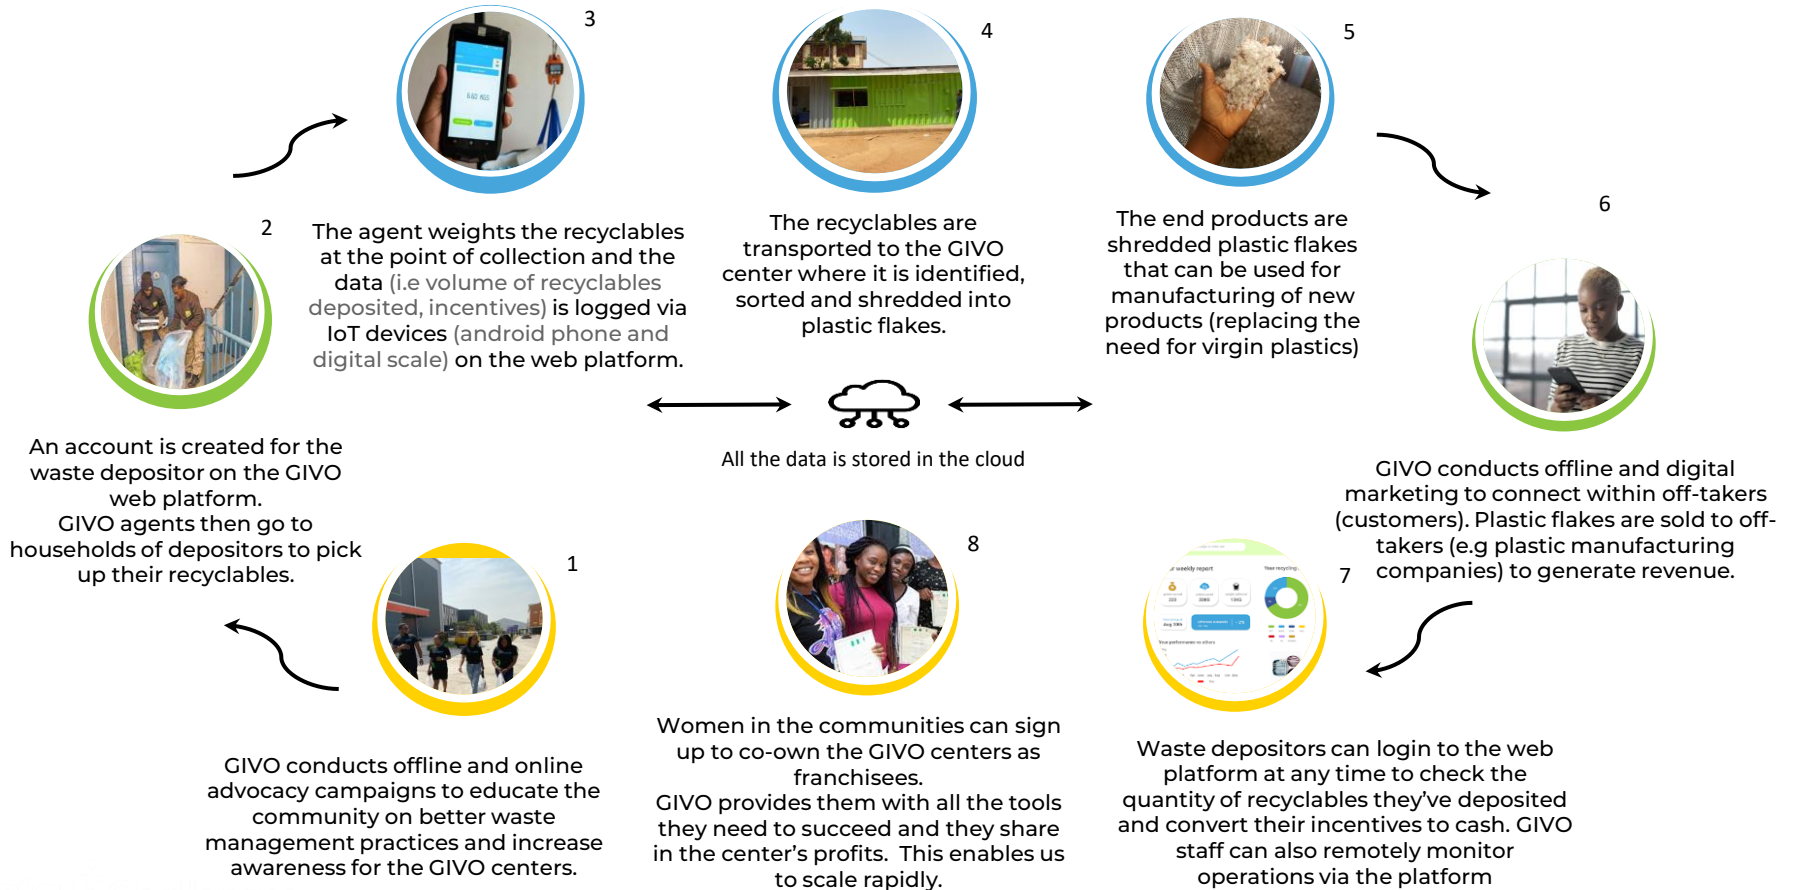 3
4
5
2
6
The agent weights the recyclables
at the point of collection and the
data (i.e volume of recyclables
deposited, incentives) is logged via
IoT devices (android phone and
digital scale) on the web platform.
The recyclables are
transported to the GIVO
center where it is identified,
sorted and shredded into
plastic flakes.
The end products are
shredded plastic flakes
that can be used for
manufacturing of new
products (replacing the
need for virgin plastics)
An account is created for the
waste depositor on the GIVO
web platform.
GIVO agents then go to
households of depositors to pick
up their recyclables.
All the data is stored in the cloud
GIVO conducts offline and digital
marketing to connect within off-takers
(customers). Plastic flakes are sold to off-
takers (e.g plastic manufacturing
companies) to generate revenue.
1
8
7
weekly report
Your recycling
Aug 30th
Your performance vs others
GIVO conducts offline and online
advocacy campaigns to educate the
community on better waste
management practices and increase
awareness for the GIVO centers.
Women in the communities can sign
up to co-own the GIVO centers as
franchisees.
GIVO provides them with all the tools
they need to succeed and they share
in the center's profits.  This enables us
to scale rapidly.
Waste depositors can login to the web
platform at any time to check the
quantity of recyclables they've deposited
and convert their incentives to cash. GIVO
staff can also remotely monitor
operations via the platform